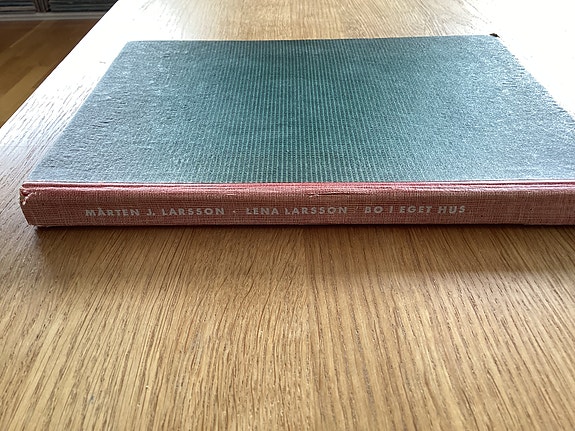 MÅRTEN J. LARSSON · LENA LARSSON / BO I EGET HUS